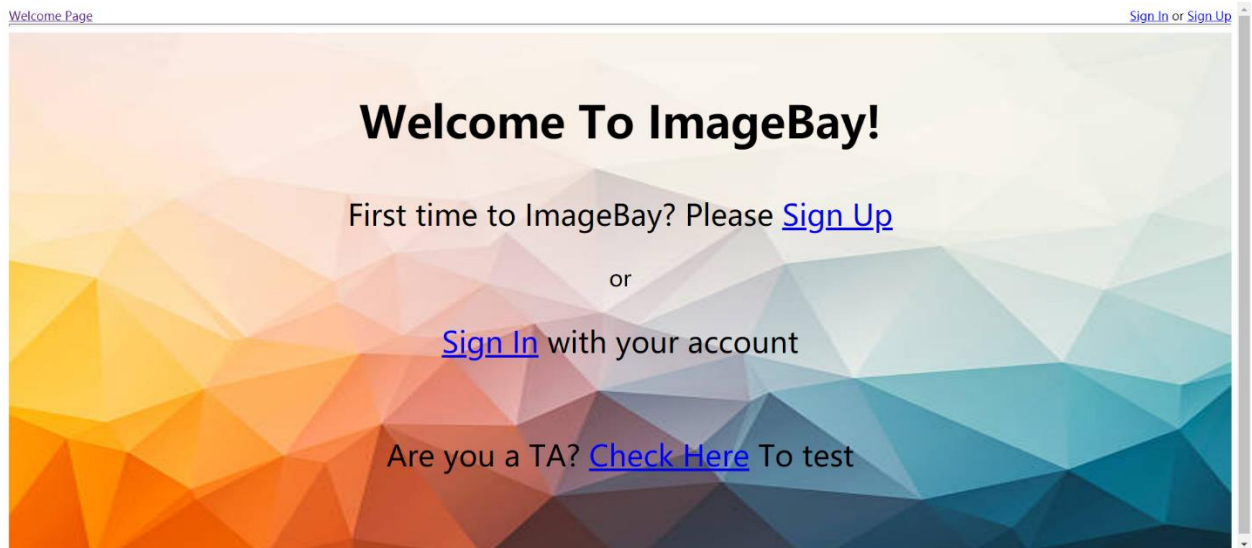 Welcome Page
Sign In or Sign Up
Welcome To ImageBay!
First time to ImageBay? Please Sign Up
or
Sign In with your account
Are you a TA? Check Here To test